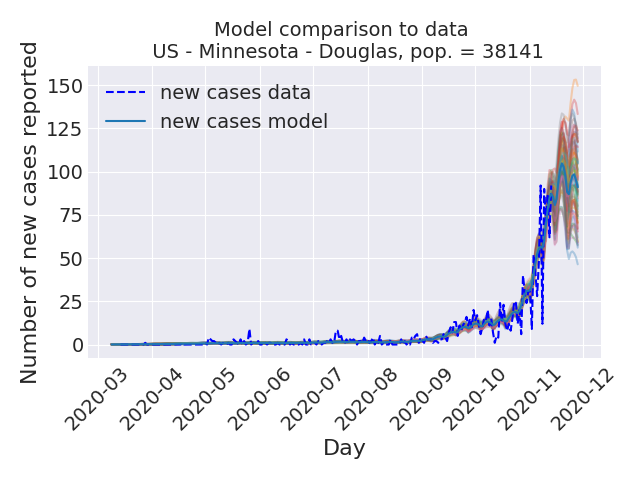 Model comparison to data
US - Minnesota - Douglas, pop. = 38141
Number of new cases reported
150
125
100
75
50
25
0
new cases data
new cases model
2020-03
2020-04
2020-05
2020-06
2020-07
2020-08
2020-09
2020-10
2020-11
2020-12
Day